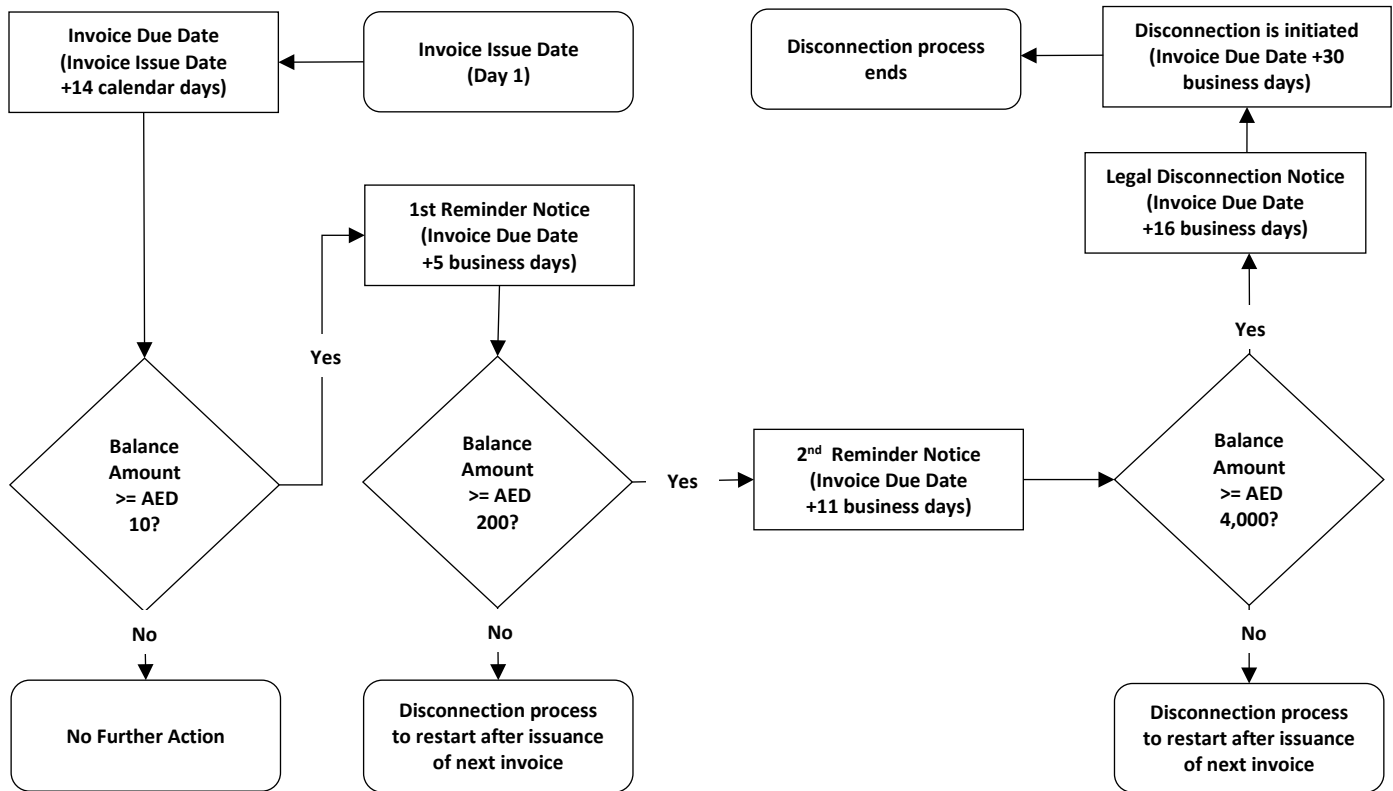 Invoice Due Date
(Invoice Issue Date
+14 calendar days)
Invoice Issue Date
(Day 1)
Disconnection process
ends
Disconnection is initiated
(Invoice Due Date +30
business days)
1st Reminder Notice
(Invoice Due Date
+5 business days)
Legal Disconnection Notice
(Invoice Due Date
+16 business days)
Yes
Yes
Balance
Amount
>= AED
10?
Balance
Amount
>= AED
200?
Yes
2nd Reminder Notice
(Invoice Due Date
+11 business days)
Balance
Amount
>= AED
4,000?
No
No
No
No Further Action
Disconnection process
to restart after issuance
of next invoice
Disconnection process
to restart after issuance
of next invoice